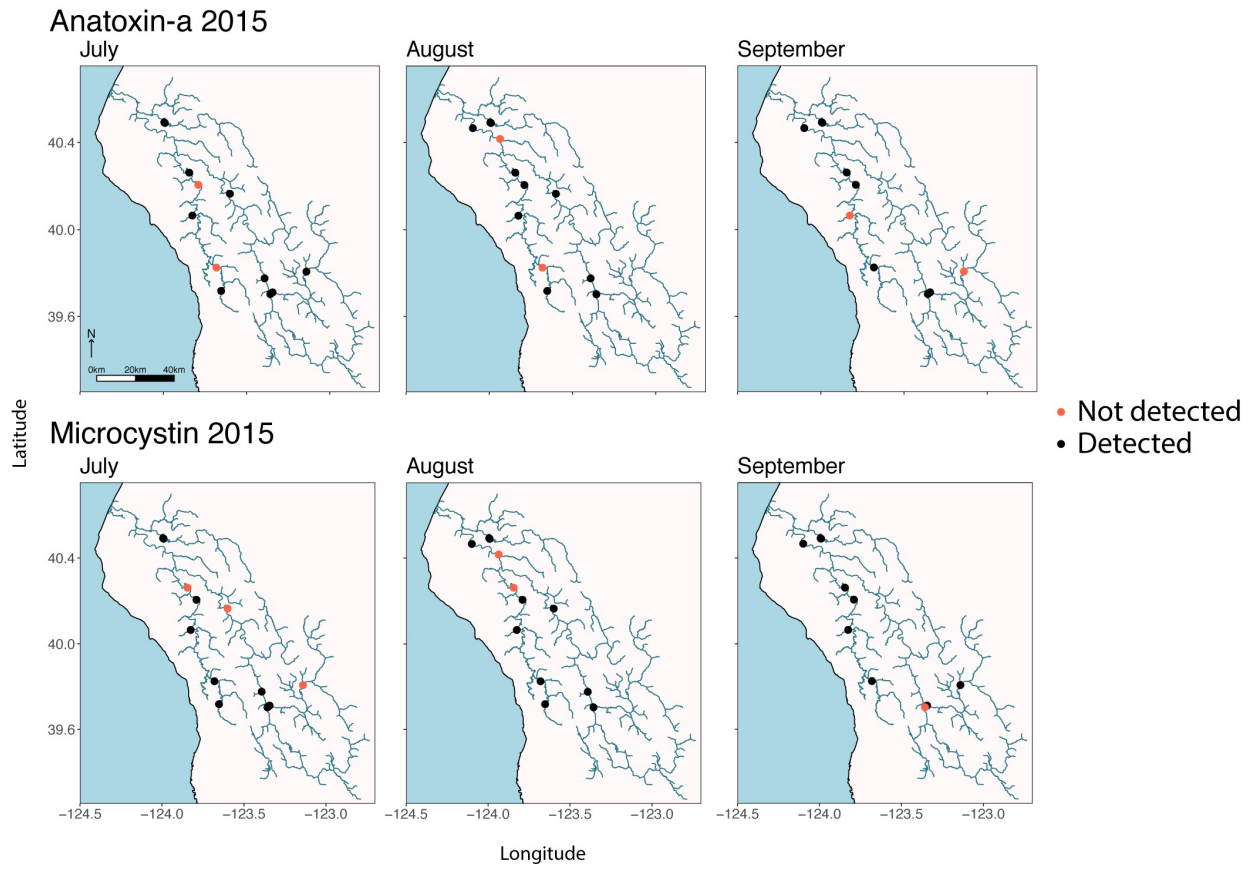 Anatoxin-a 2015
July
August
September
40.4
40.0
39.6
N
0km 20km 40km
Latitude
Not detected
Detected
Microcystin 2015
July
August
September
40.4
40.0
39.6
−124.5 −124.0 −123.5 −123.0 −124.5 −124.0 −123.5 −123.0 −124.5 −124.0 −123.5 −123.0
Longitude